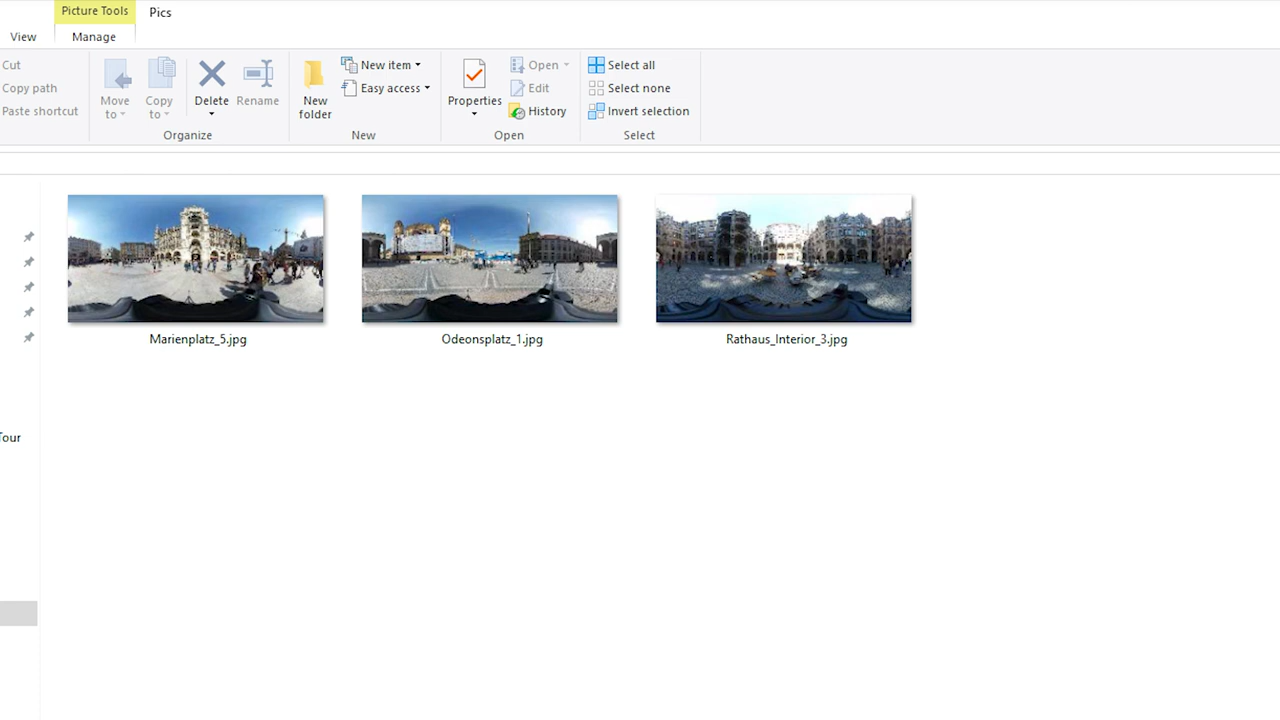 Picture Tools
Pics
View
Manage
Cut
Copy path
Paste shortcut
Move to
Copy to
Delete
Rename
Organize
New folder
New item
Easy access
New
Properties
Open
Edit
History
Open
Select all
Select none
Invert selection
Select
Marienplatz_5.jpg
Odeonsplatz_1.jpg
Rathaus_Interior_3.jpg
Tour